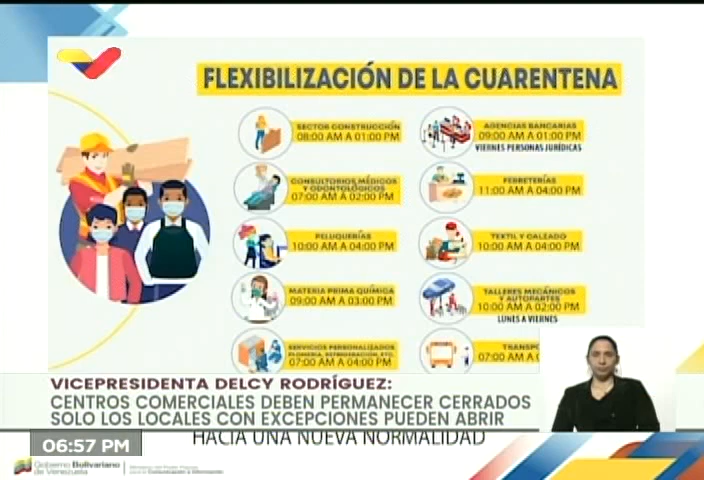 FLEXIBILIZACIÓN DE LA CUARENTENA
SECTOR CONSTRUCCIÓN
08:00 AM A 01:00 PM
CONSULTORIOS MÉDICOS
Y ODONTOLÓGICOS
07:00 AM A 02:00 PM
PELUQUERÍAS
10:00 AM A 04:00 PM
MATERIA PRIMA QUÍMICA
09:00 AM A 03:00 PM
SERVICIOS PERSONALIZADOS
PLOMERÍA, REFRIGERACIÓN, ETC.
07:00 AM A 04:00 PM
AGENCIAS BANCARIAS
09:00 AM A 01:00 PM
VIERNES PERSONAS JURÍDICAS
FERRETERÍAS
11:00 AM A 04:00 PM
TEXTIL Y CALZADO
10:00 AM A 04:00 PM
TALLERES MECÁNICOS
Y AUTOPARTES
10:00 AM A 02:00 PM
LUNES A VIERNES
07:00 AM A
VICEPRESIDENTA DELCY RODRÍGUEZ:
CENTROS COMERCIALES DEBEN PERMANECER CERRADOS
SOLO LOS LOCALES CON EXCEPCIONES PUEDEN ABRIR
06:57 PM
HACIA UNA NUEVA NORMALIDAD
Gobierno Bolivariano
de Venezuela